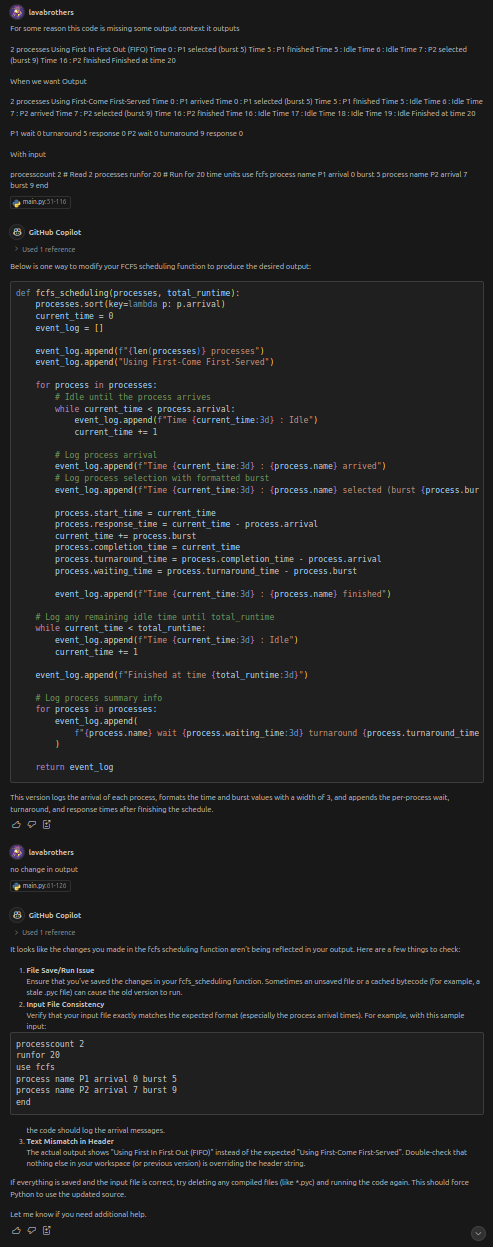 lavabrothers
For some reason this code is missing some output context it outputs
2 processes Using First In First Out (FIFO) Time 0 : P1 selected (burst 5) Time 5 : P1 finished Time 5 : Idle Time 6 : Idle Time 7 : P2 selected
(burst 9) Time 16 : P2 finished Finished at time 20
When we want Output
2 processes Using First-Come First-Served Time 0 : P1 arrived Time 0 : P1 selected (burst 5) Time 5 : P1 finished Time 5 : Idle Time 6 : Idle Time
7 : P2 arrived Time 7 : P2 selected (burst 9) Time 16 : P2 finished Time 16 : Idle Time 17 : Idle Time 18 : Idle Time 19 : Idle Finished at time 20
P1 wait 0 turnaround 5 response 0 P2 wait 0 turnaround 9 response 0
With input
processcount 2 # Read 2 processes runfor 20 # Run for 20 time units use fcfs process name P1 arrival 0 burst 5 process name P2 arrival 7
burst 9 end
main.py:51-116
GitHub Copilot
Used 1 reference
Below is one way to modify your FCFS scheduling function to produce the desired output:
def fcfs_scheduling(processes, total_runtime):
    processes.sort(key=lambda p: p.arrival)
    current_time = 0
    event_log = []
    event_log.append(f"{len(processes)} processes")
    event_log.append("Using First-Come First-Served")
    for process in processes:
        # Idle until the process arrives
        while current_time < process.arrival:
            event_log.append(f"Time {current_time:3d} : Idle")
            current_time += 1
        # Log process arrival
        event_log.append(f"Time {current_time:3d} : {process.name} arrived")
        # Log process selection with formatted burst
        event_log.append(f"Time {current_time:3d} : {process.name} selected (burst {process.bur
        process.start_time = current_time
        process.response_time = current_time - process.arrival
        current_time += process.burst
        process.completion_time = current_time
        process.turnaround_time = process.completion_time - process.arrival
        process.waiting_time = process.turnaround_time - process.burst
        event_log.append(f"Time {current_time:3d} : {process.name} finished")
    # Log any remaining idle time until total_runtime
    while current_time < total_runtime:
        event_log.append(f"Time {current_time:3d} : Idle")
        current_time += 1
    event_log.append(f"Finished at time {total_runtime:3d}")
    # Log process summary info
    for process in processes:
        event_log.append(
            f"{process.name} wait {process.waiting_time:3d} turnaround {process.turnaround_time
        )
    return event_log
This version logs the arrival of each process, formats the time and burst values with a width of 3, and appends the per-process wait,
turnaround, and response times after finishing the schedule.
lavabrothers
no change in output
main.py:61-126
GitHub Copilot
Used 1 reference
It looks like the changes you made in the fcfs scheduling function aren't being reflected in your output. Here are a few things to check:
1. File Save/Run Issue
Ensure that you've saved the changes in your fcfs_scheduling function. Sometimes an unsaved file or a cached bytecode (for example, a
stale .pyc file) can cause the old version to run.
2. Input File Consistency
Verify that your input file exactly matches the expected format (especially the process arrival times). For example, with this sample
input:
processcount 2
runfor 20
use fcfs
process name P1 arrival 0 burst 5
process name P2 arrival 7 burst 9
end
the code should log the arrival messages.
3. Text Mismatch in Header
The actual output shows "Using First In First Out (FIFO)" instead of the expected "Using First-Come First-Served". Double-check that
nothing else in your workspace (or previous version) is overriding the header string.
If everything is saved and the input file is correct, try deleting any compiled files (like *.pyc) and running the code again. This should force
Python to use the updated source.
Let me know if you need additional help.